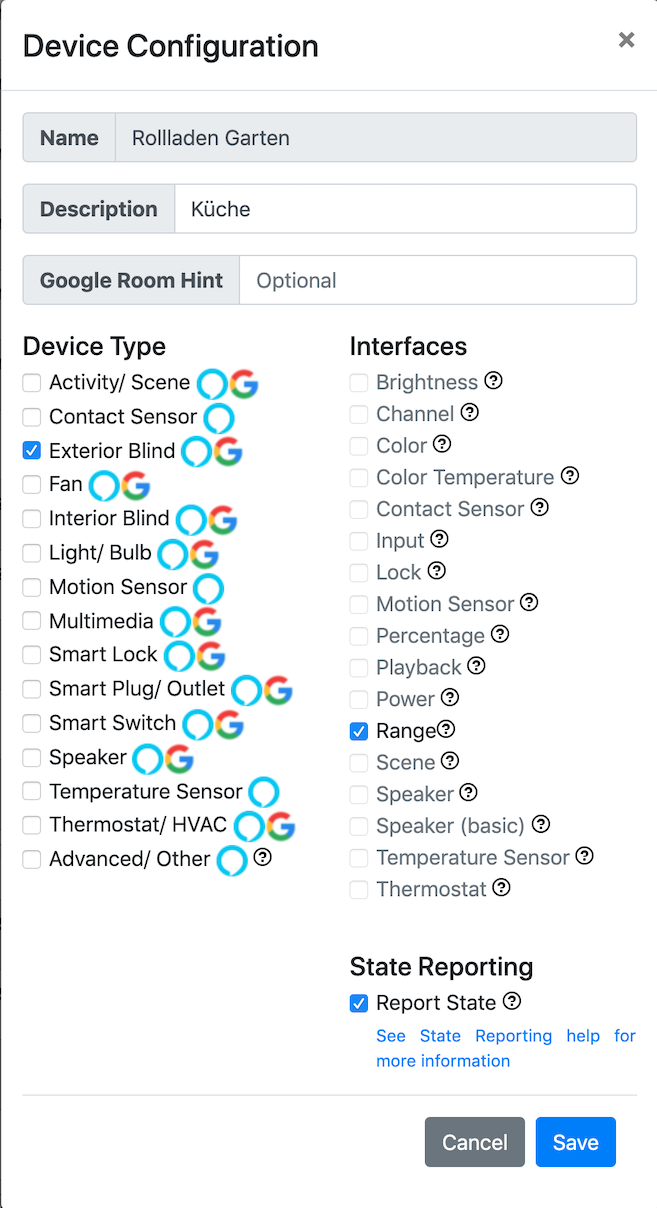 Device Configuration
×
Name Rollladen Garten
Description Küche
Google Room Hint Optional
Device Type
Activity/ Scene
Contact Sensor
Exterior Blind
Fan
Interior Blind
Light/ Bulb
Motion Sensor
Multimedia
Smart Lock
Smart Plug/ Outlet
Smart Switch
Speaker
Temperature Sensor
Thermostat/ HVAC
Advanced/ Other ?
Interfaces
Brightness ?
Channel ?
Color ?
Color Temperature ?
Contact Sensor ?
Input ?
Lock ?
Motion Sensor ?
Percentage ?
Playback ?
Power ?
Range ?
Scene ?
Speaker ?
Speaker (basic) ?
Temperature Sensor ?
Thermostat ?
State Reporting
Report State ?
See State Reporting help for
more information
Cancel Save